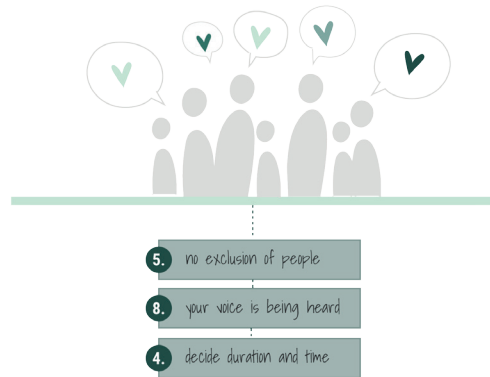 5. no exclusion of people
8. your voice is being heard
4. decide duration and time